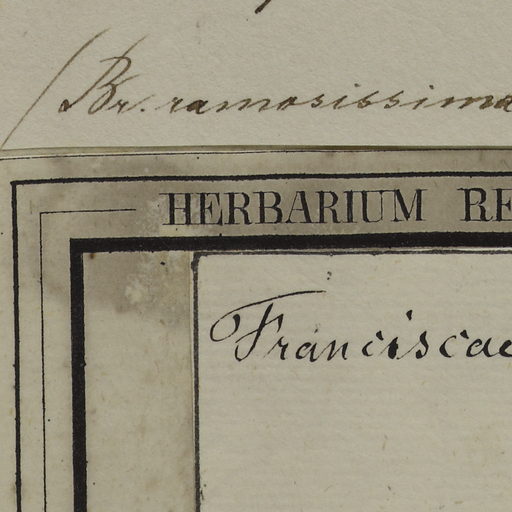 (Br. ramosissima
HERBARIUM RE
Franciscae